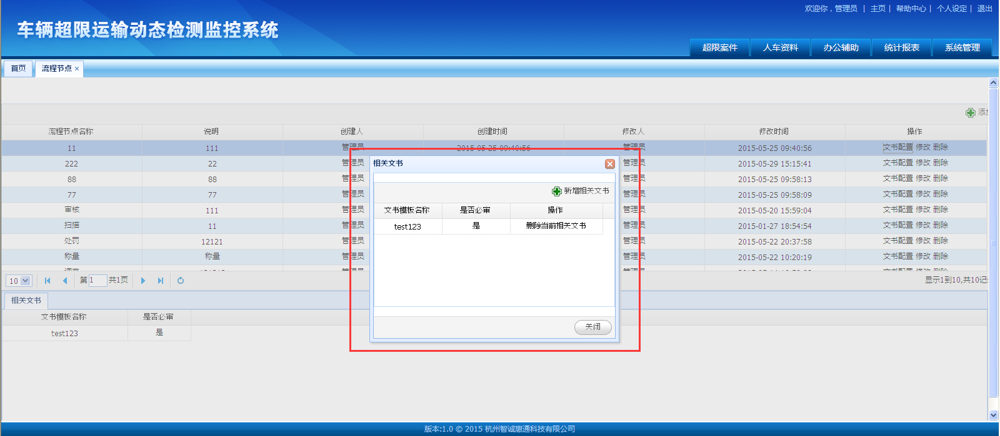 欢迎你，管理员 | 主页 | 帮助中心 | 个人设定 | 退出
车辆超限运输动态检测监控系统
超限案件 人车资料 办公辅助 统计报表 系统管理
首页 流程节点 ×
添加
流程节点名称 说明 创建人 创建时间 修改人 修改时间 操作
11 111 管理员 2015-05-25 09:40:56 管理员 2015-05-25 09:40:56 文书配置 修改 删除
222 22 管理员 管理员 2015-05-29 15:15:41 文书配置 修改 删除
88 88 管理员 管理员 2015-05-25 09:58:13 文书配置 修改 删除
77 77 管理员 管理员 2015-05-25 09:58:09 文书配置 修改 删除
审核 111 管理员 管理员 2015-05-20 15:59:04 文书配置 修改 删除
扫描 11 管理员 管理员 2015-01-27 18:54:54 文书配置 修改 删除
处罚 12121 管理员 管理员 2015-05-22 20:37:58 文书配置 修改 删除
称量 称量 管理员 管理员 2015-05-22 10:20:19 文书配置 修改 删除
相关文书
新增相关文书
文书模板名称 是否必审 操作
test123 是 删除当前相关文书
关闭
10 第 1 共1页 显示1到10,共10记
相关文书
文书模板名称 是否必审
test123 是
版本:1.0 © 2015 杭州智诚惠通科技有限公司